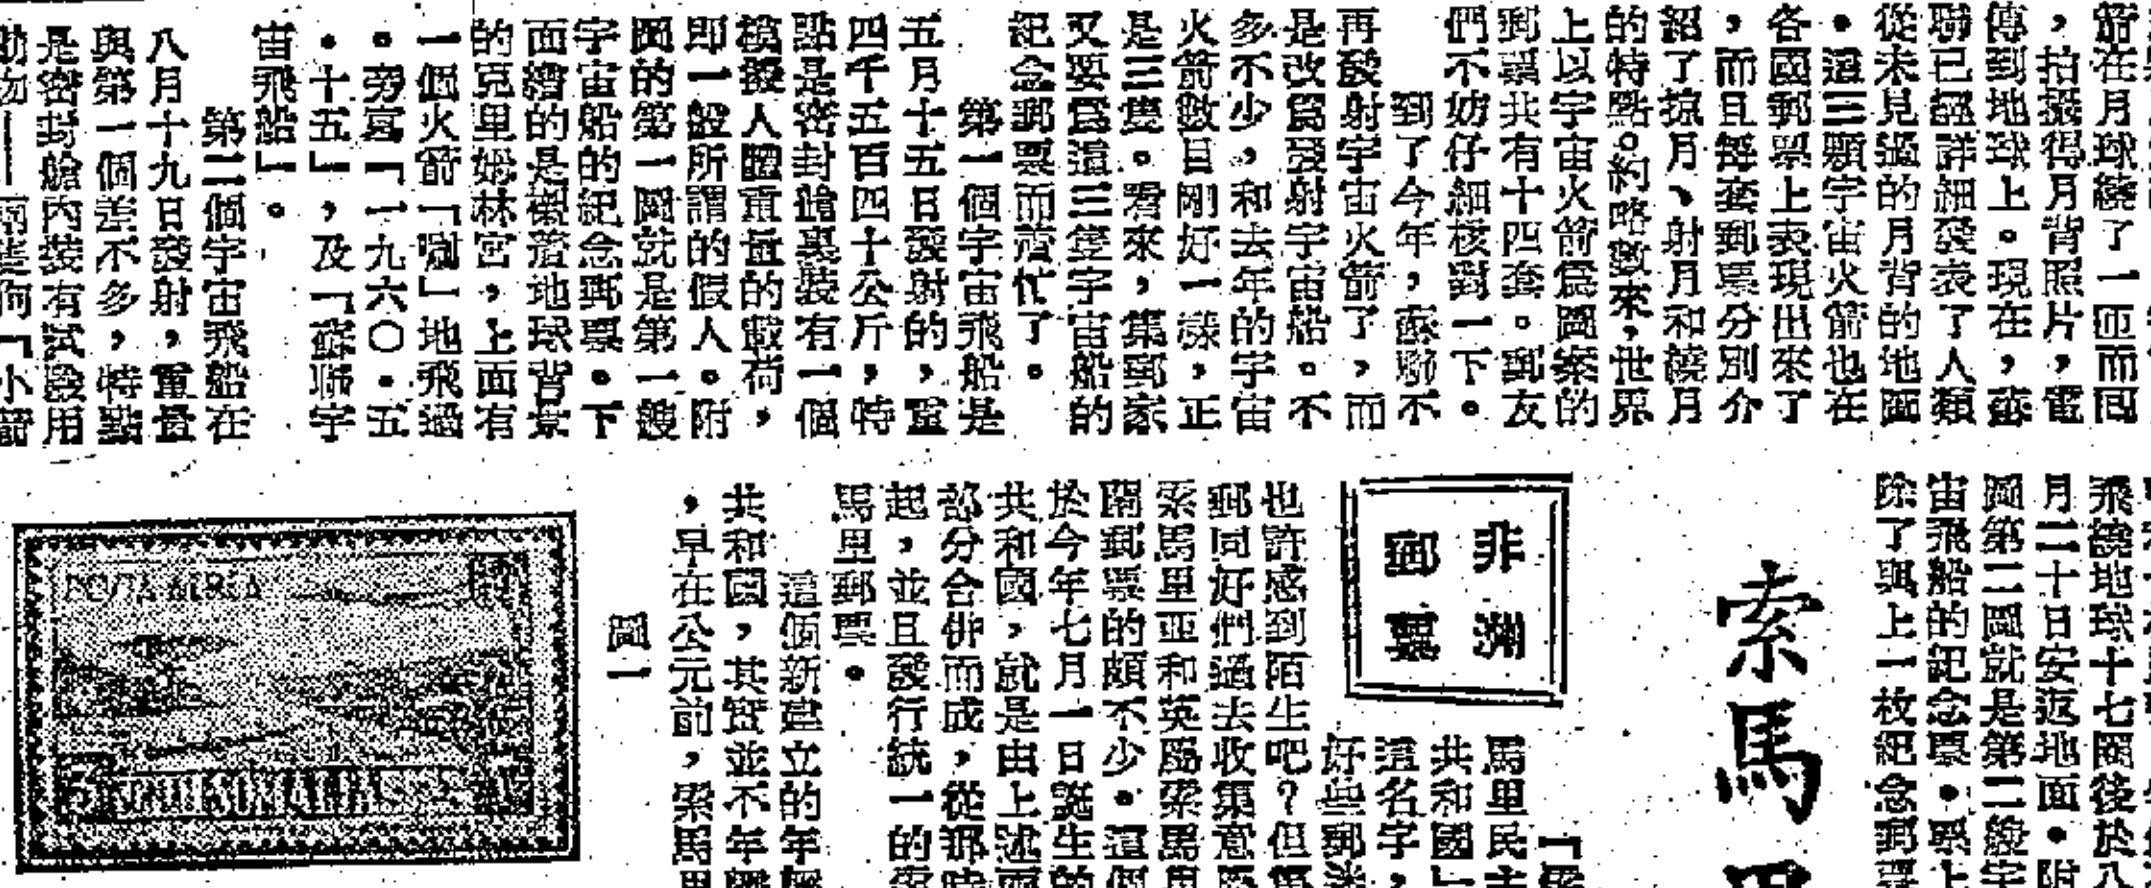 箭在月球繞了一匝而回
，拍攝得月背照片，電
傳到地球上。現在，蘇
聯已經詳細發表了人類
從未見過的月背的地面
。這三顆宇宙火箭也在
各國郵票上表現出來了
，而且每套郵票分別介
紹了掠月、射月和繞月
的特點。約略數來，世界
上以宇宙火箭爲圖案的
郵票共有十四套。郵友
們不妨仔細核對一下。
到了今年，蘇聯不
再發射宇宙火箭了，而
是改爲發射宇宙船。不
多不少，和去年的宇宙
火箭數目剛好一樣，正
是三隻。看來，集郵家
又要爲這三隻宇宙船的
紀念郵票而着忙了。
第一個宇宙飛船是
五月十五日發射的，重
四千五百四十公斤，特
點是密封艙裏裝有一個
模擬人體重量的載荷，
即一般所謂的假人。附
圖的第一圖就是第一艘
宇宙船的紀念郵票。下
面繪的是襯着地球背景
的克里姆林宮，上面有
一個火箭「」地飛過
。旁寫「一九六〇．五
．十五」，及「蘇聯宇
宙飛船」。
第二個宇宙飛船在
八月十九日發射，重量
與第一個差不多，特點
是密封艙內裝有試驗用
動物——兩隻狗「小箭
飛繞地球十七圈後於八
月二十日安返地面。附
圖第二圖就是第二艘宇
宙飛船的紀念票。票上
除了與上一枚紀念郵票
索馬里
非洲
郵票
馬里民主
共和國」
這名字，
好些郵迷
也許感到陌生吧？但爲
郵同好們過去收集意屬
索馬里亞和英屬索馬里
蘭郵票的頗不少。這個
於今年七月一日誕生的
共和國，就是由上述兩
部分合併而成，從那時
起，並且發行統一的索
馬里郵票。
這個新建立的年輕
共和國，其實並不年輕
，早在公元前，索馬里
圖一
POSTA AEREA
SOMALIA